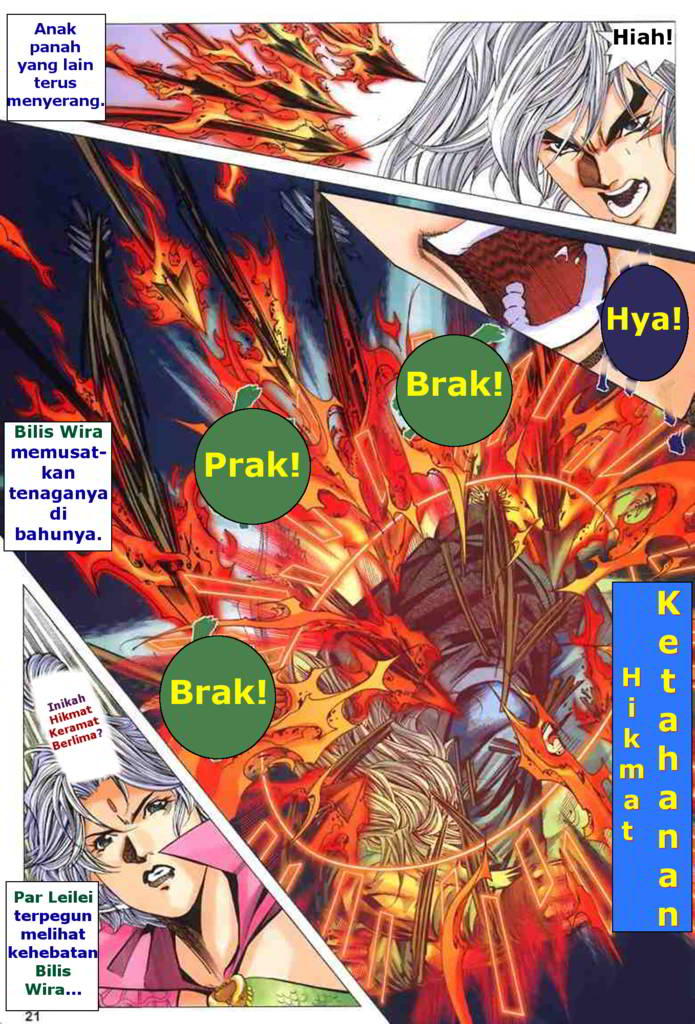 Anak
panah
yang lain
terus
menyerang.
Hiah!
Hya!
Brak!
Prak!
Bilis Wira
memusat-
kan
tenaganya
di
bahunya.
Brak!
Hikmat
Ketahanan
Inikah
Hikmat
Keramat
Berlima?
Par Leilei
terpegun
melihat
kehebatan
Bilis
Wira...
21